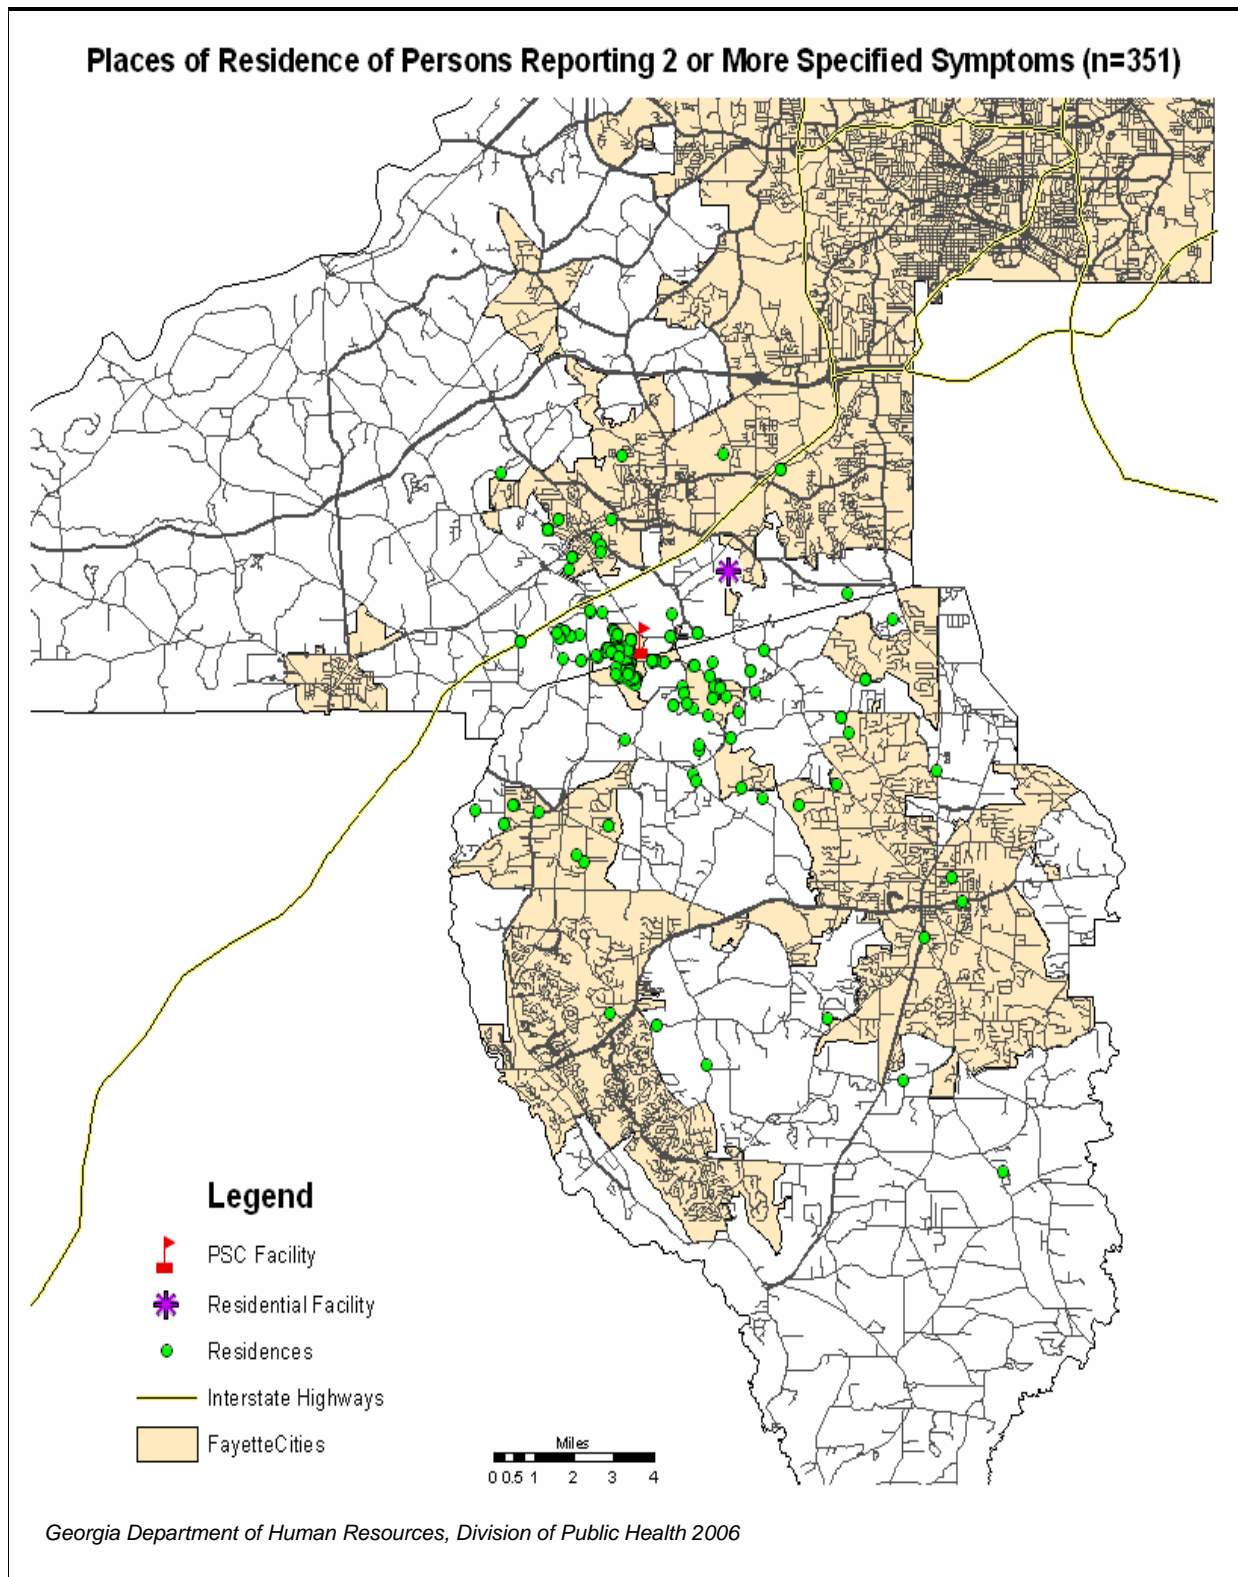 Places of Residence of Persons Reporting 2 or More Specified Symptoms (n=351)
Legend
PSC Facility
Residential Facility
Residences
Interstate Highways
FayetteCities
Miles
0 0.5 1 2 3 4
Georgia Department of Human Resources, Division of Public Health 2006